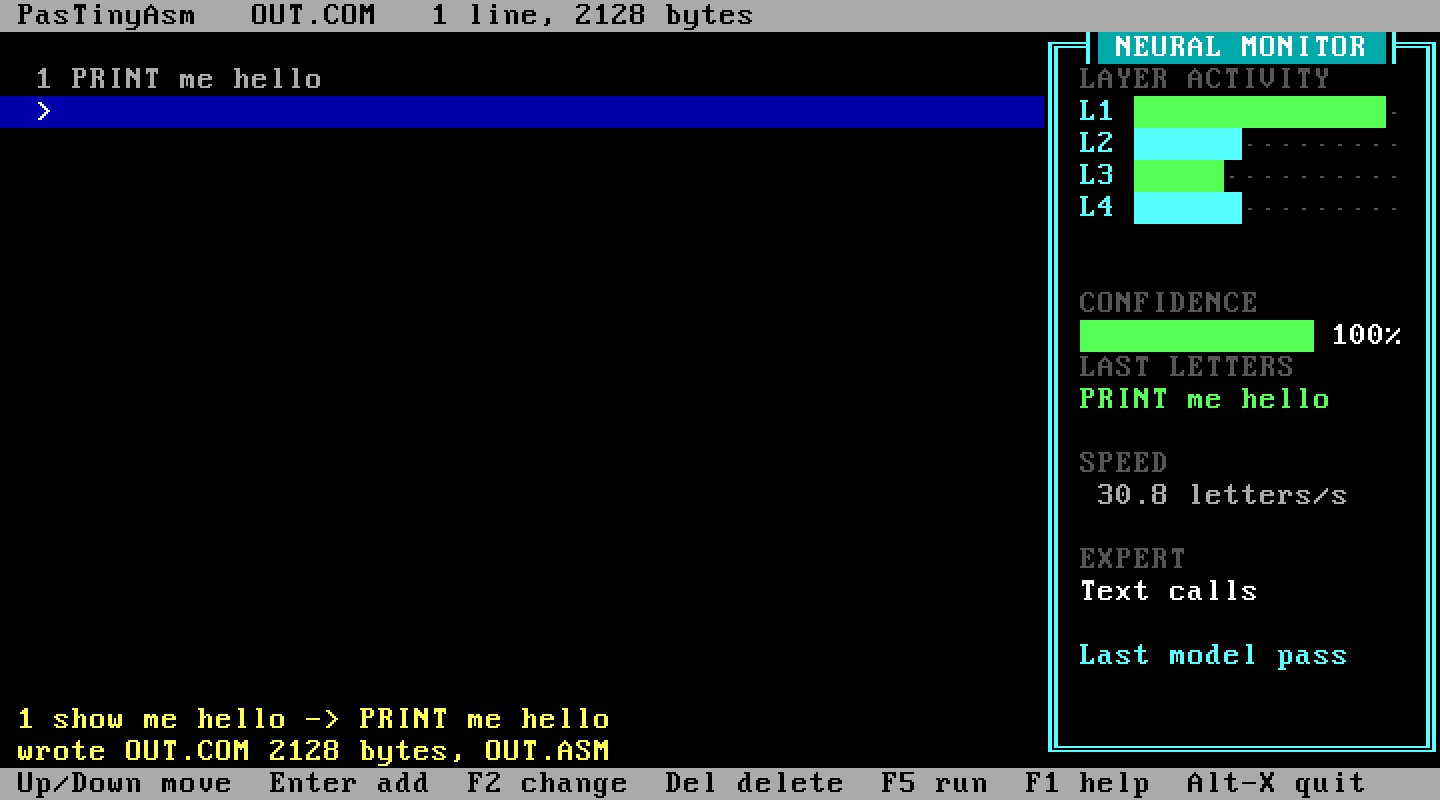 PasTinyAsm   OUT.COM   1 line, 2128 bytes
1 PRINT me hello
>
NEURAL MONITOR
LAYER ACTIVITY
L1
L2
L3
L4
CONFIDENCE
100%
LAST LETTERS
PRINT me hello
SPEED
30.8 letters/s
EXPERT
Text calls
Last model pass
1 show me hello -> PRINT me hello
wrote OUT.COM 2128 bytes, OUT.ASM
Up/Down move  Enter add  F2 change  Del delete  F5 run  F1 help  Alt-X quit